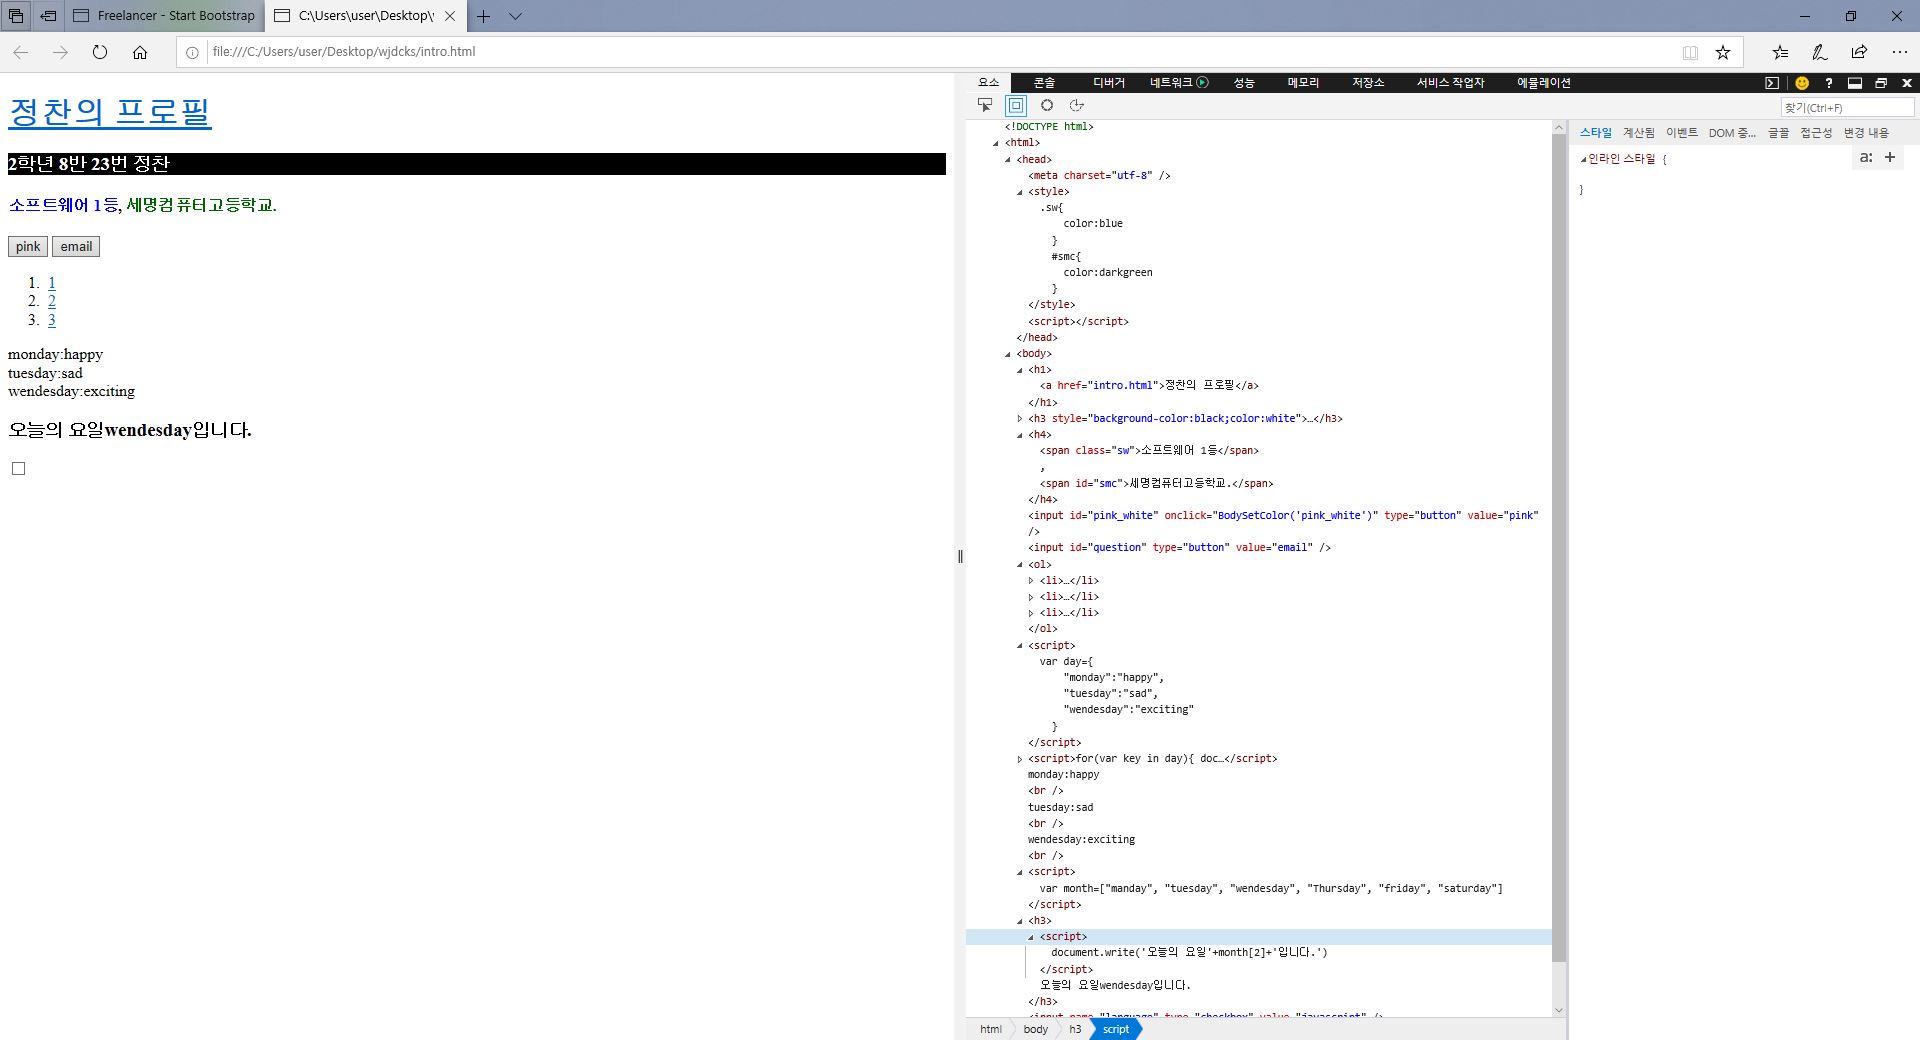 Freelancer - Start Bootstrap
C:\Users\user\Desktop\
file:///C:/Users/user/Desktop/wjdcks/intro.html
정찬의 프로필
2학년 8반 23번 정찬
소프트웨어 1등, 세명컴퓨터고등학교.
pink email
1. 1
2. 2
3. 3
monday:happy
tuesday:sad
wendesday:exciting
오늘의 요일wendesday입니다.
요소 콘솔 디버거 네트워크 성능 메모리 저장소 서비스 작업자 에뮬레이션
찾기(Ctrl+F)
<!DOCTYPE html>
<html>
<head>
<meta charset="utf-8" />
<style>
.sw{
color:blue
}
#smc{
color:darkgreen
}
</style>
<script></script>
</head>
<body>
<h1>
<a href="intro.html">정찬의 프로필</a>
</h1>
<h3 style="background-color:black;color:white">…</h3>
<h4>
<span class="sw">소프트웨어 1등</span>
,
<span id="smc">세명컴퓨터고등학교.</span>
</h4>
<input id="pink_white" onclick="BodySetColor('pink_white')" type="button" value="pink"
/>
<input id="question" type="button" value="email" />
<ol>
<li>…</li>
<li>…</li>
<li>…</li>
</ol>
<script>
var day={
"monday":"happy",
"tuesday":"sad",
"wendesday":"exciting"
}
</script>
<script>for(var key in day){ doc…</script>
monday:happy
<br />
tuesday:sad
<br />
wendesday:exciting
<br />
<script>
var month=["manday", "tuesday", "wendesday", "Thursday", "friday", "saturday"]
</script>
<h3>
<script>
document.write('오늘의 요일'+month[2]+'입니다.')
</script>
오늘의 요일wendesday입니다.
</h3>
<input name="language" type="checkbox" value="javascript" />
html body h3 script
스타일 계산됨 이벤트 DOM 중... 글꼴 접근성 변경 내용
인라인 스타일 {
a: +
}